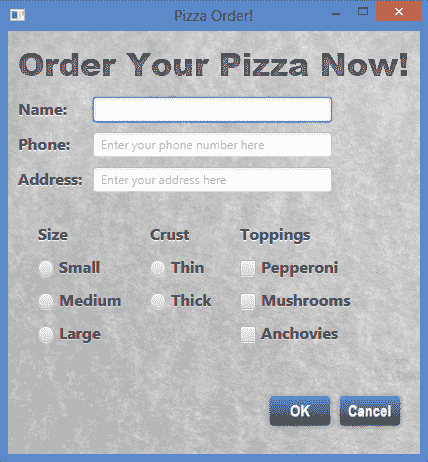 Pizza Order!
Order Your Pizza Now!
Name:
Phone: Enter your phone number here
Address: Enter your address here
Size Crust Toppings
Small Thin Pepperoni
Medium Thick Mushrooms
Large Anchovies
OK Cancel